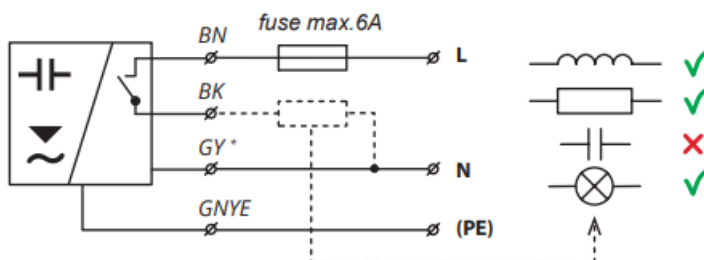 BN
fuse max.6A
L
BK
GY *
N
GNYE
(PE)